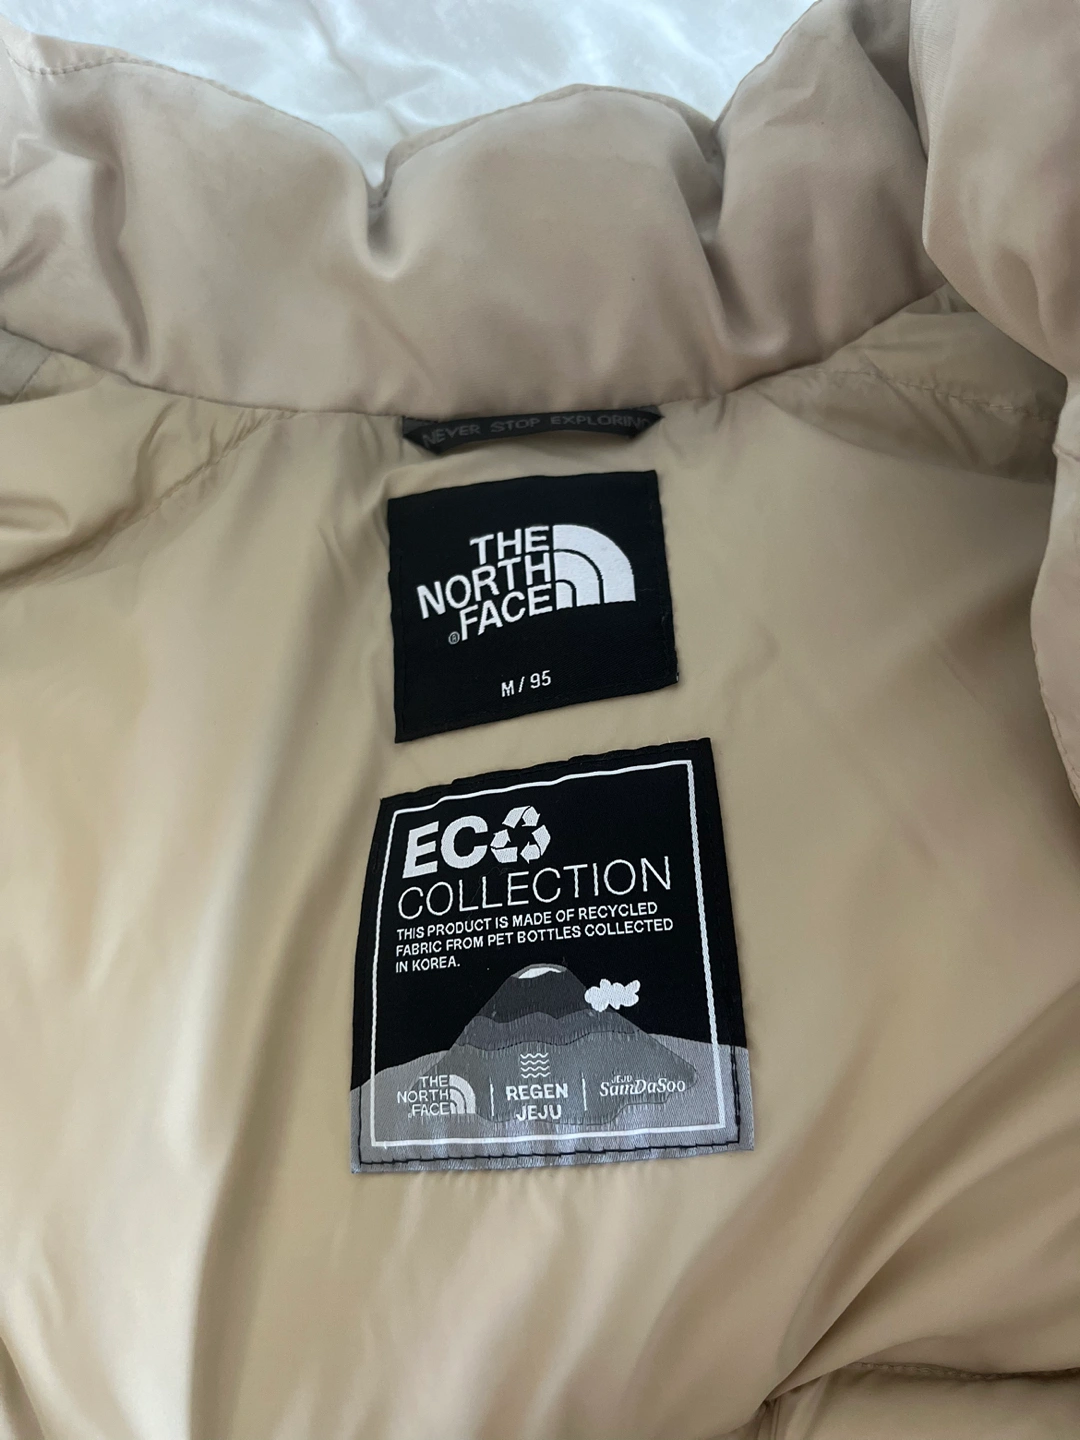 NEVER STOP EXPLORING
THE
NORTH
FACE
®
M / 95
ECO
COLLECTION
THIS PRODUCT IS MADE OF RECYCLED
FABRIC FROM PET BOTTLES COLLECTED
IN KOREA.
THE
NORTH
FACE
REGEN
JEJU
JEJU
SamDaSoo